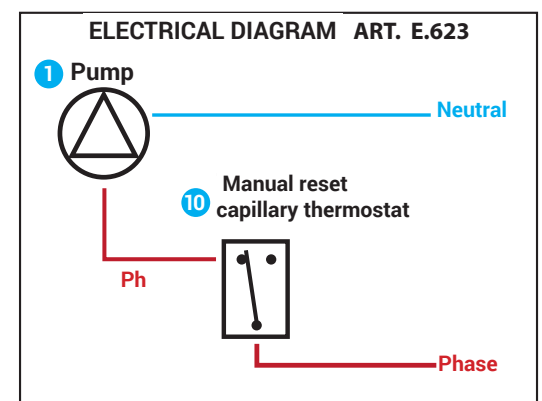 ELECTRICAL DIAGRAM ART. E.623
1 Pump
Neutral
Manual reset
10 capillary thermostat
Ph
Phase